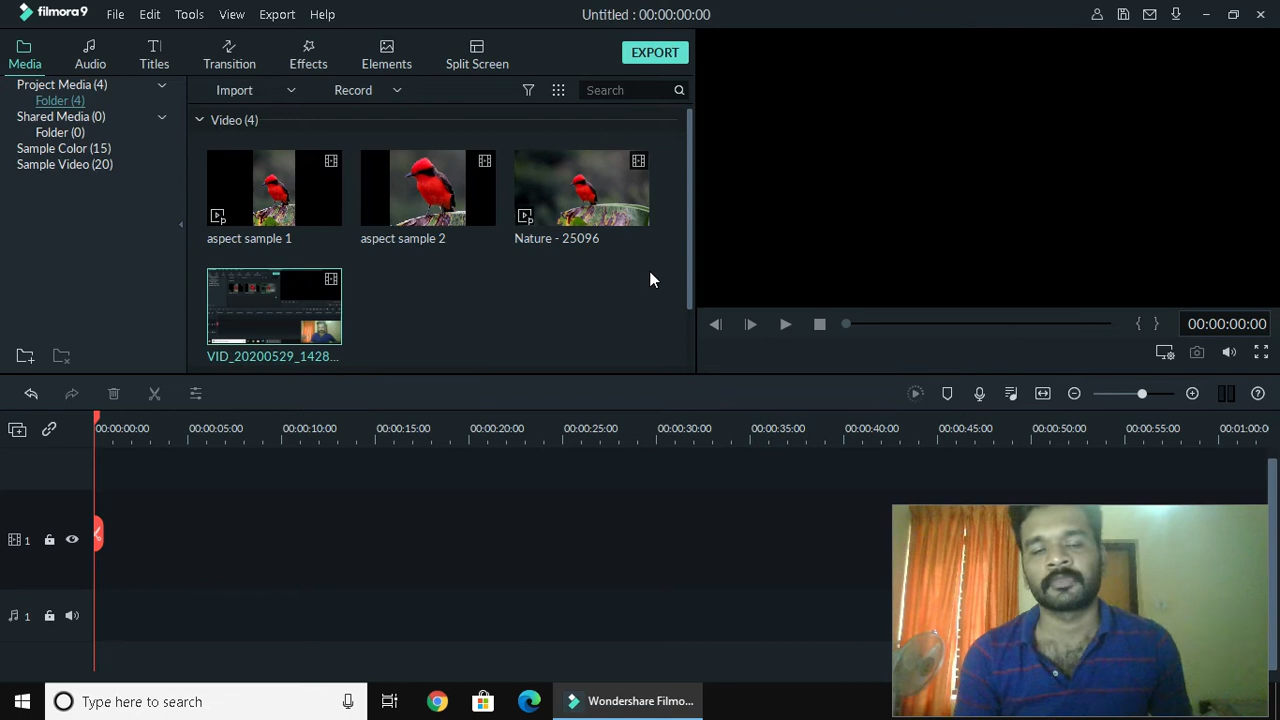 filmora9 File Edit Tools View Export Help Untitled : 00:00:00:00
Media Audio Titles Transition Effects Elements Split Screen EXPORT
Project Media (4)
Folder (4)
Shared Media (0)
Folder (0)
Sample Color (15)
Sample Video (20)
Import Record Search
Video (4)
aspect sample 1 aspect sample 2 Nature - 25096
VID_20200529_1428...
{ } 00:00:00:00
00:00:00:00 00:00:05:00 00:00:10:00 00:00:15:00 00:00:20:00 00:00:25:00 00:00:30:00 00:00:35:00 00:00:40:00 00:00:45:00 00:00:50:00 00:00:55:00 00:01:00:0
1
1
Type here to search Wondershare Filmo...